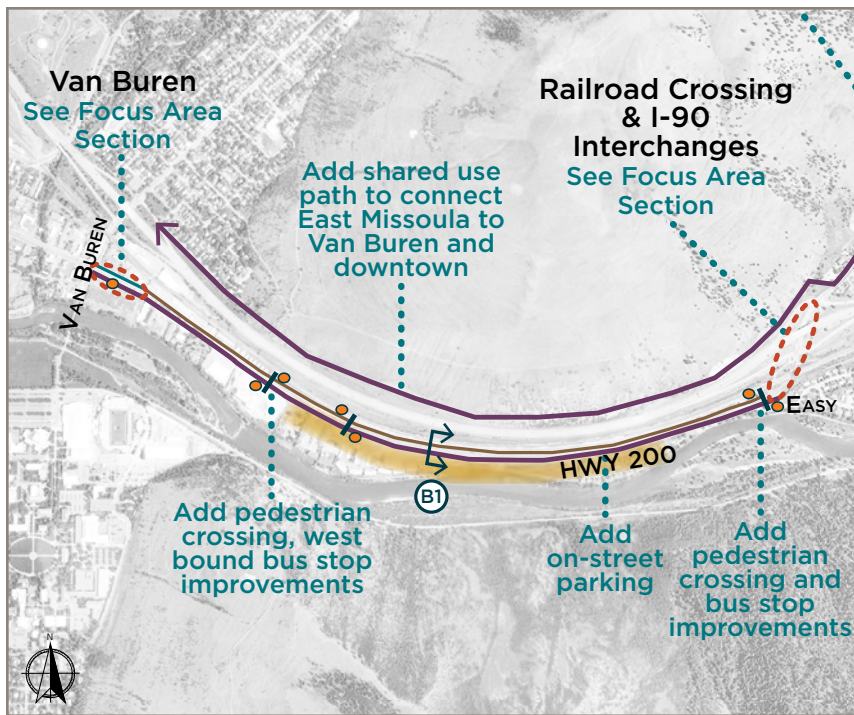 Van Buren
See Focus Area
Section
Railroad Crossing
& I-90
Interchanges
See Focus Area
Section
Add shared use
path to connect
East Missoula to
Van Buren and
downtown
VAN BUREN
EASY
HWY 200
B1
Add pedestrian
crossing, west
bound bus stop
improvements
Add
on-street
parking
Add
pedestrian
crossing and
bus stop
improvements
N